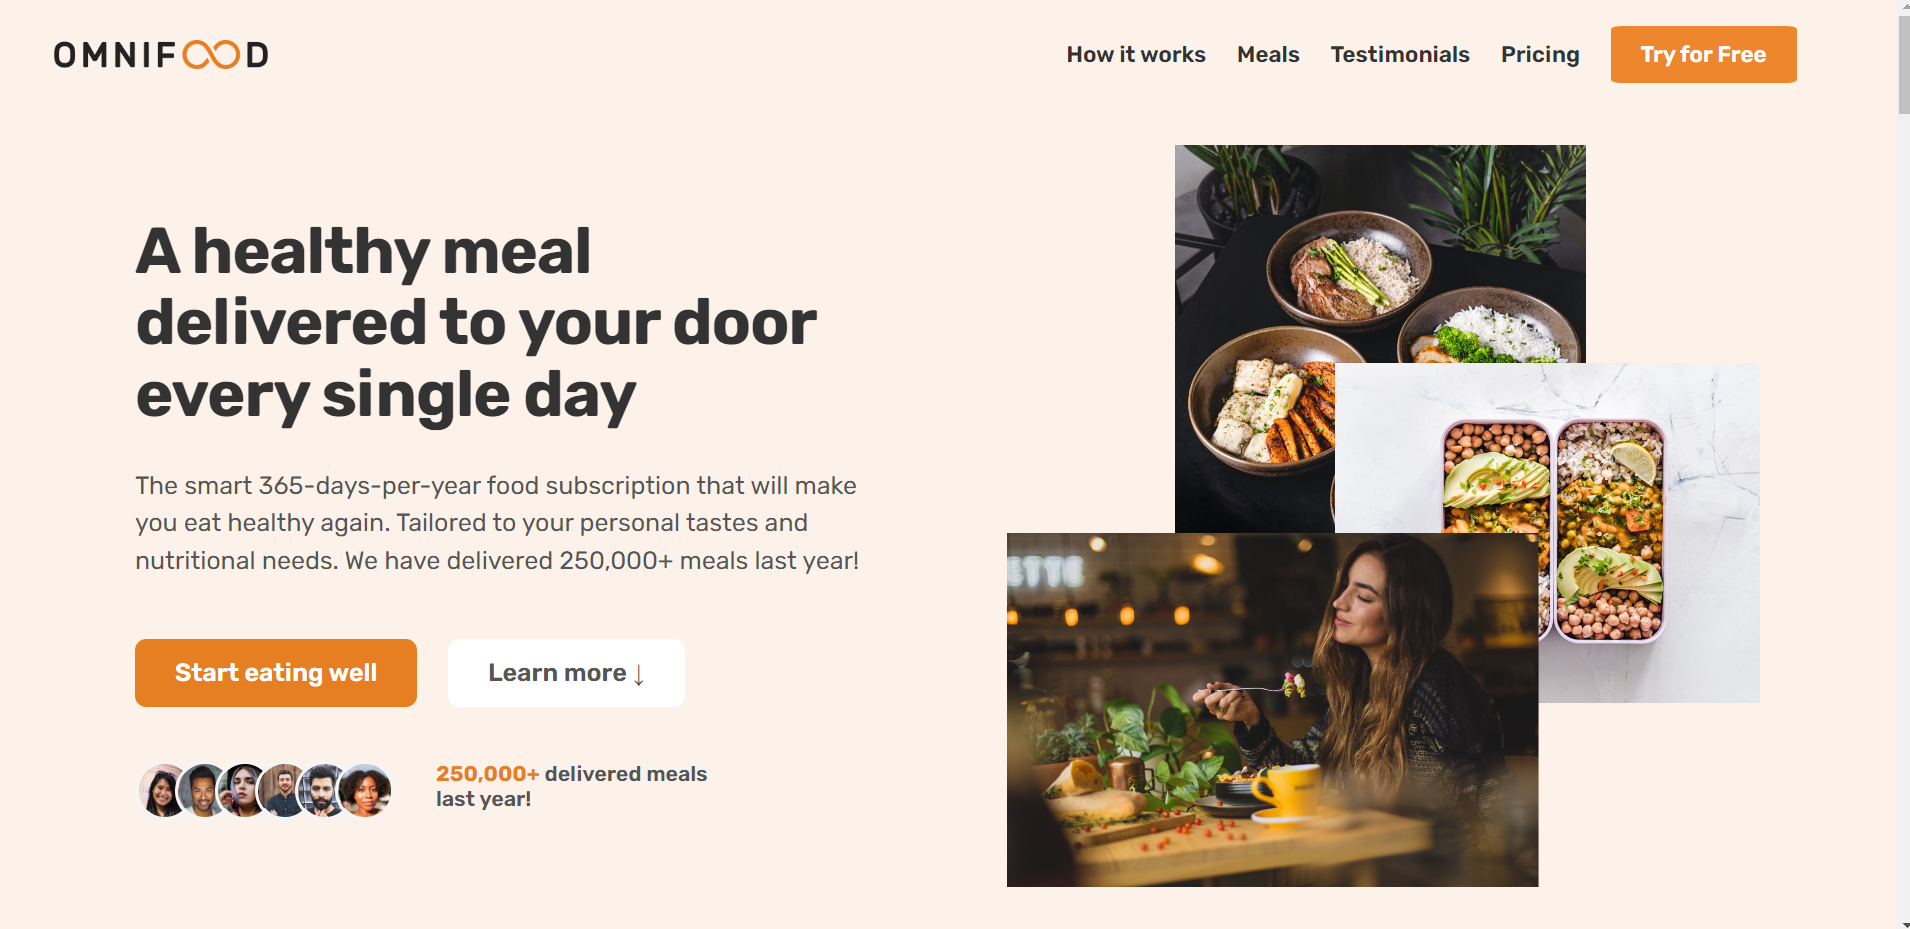 OMNIFOOD
How it works Meals Testimonials Pricing Try for Free
A healthy meal
delivered to your door
every single day
The smart 365-days-per-year food subscription that will make
you eat healthy again. Tailored to your personal tastes and
nutritional needs. We have delivered 250,000+ meals last year!
Start eating well Learn more ↓
250,000+ delivered meals
last year!
ETTE